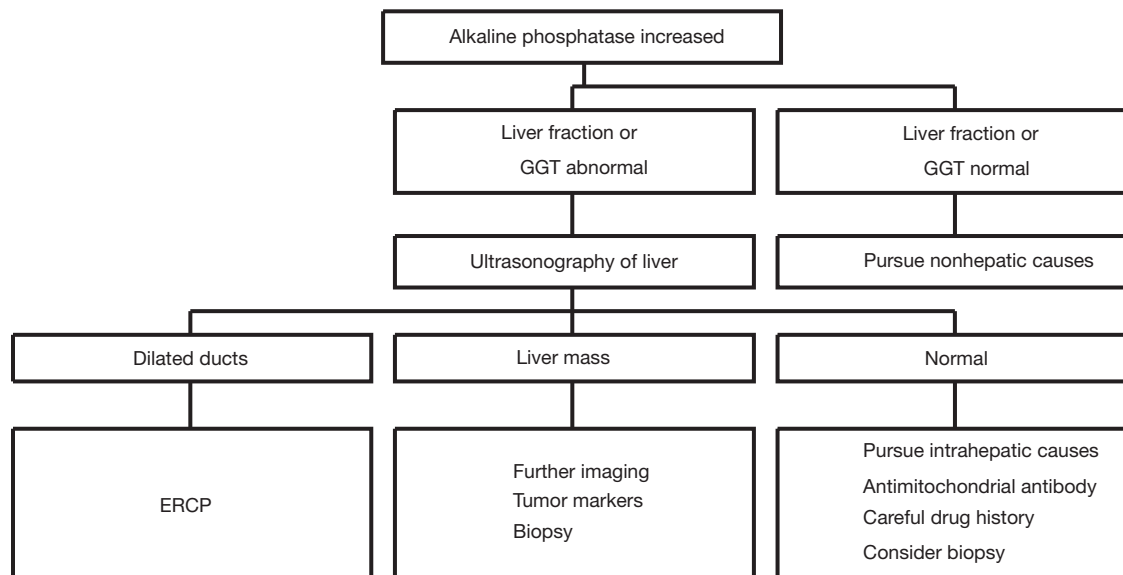 Alkaline phosphatase increased
Liver fraction or
GGT abnormal
Liver fraction or
GGT normal
Ultrasonography of liver
Pursue nonhepatic causes
Dilated ducts
Liver mass
Normal
ERCP
Further imaging
Tumor markers
Biopsy
Pursue intrahepatic causes
Antimitochondrial antibody
Careful drug history
Consider biopsy